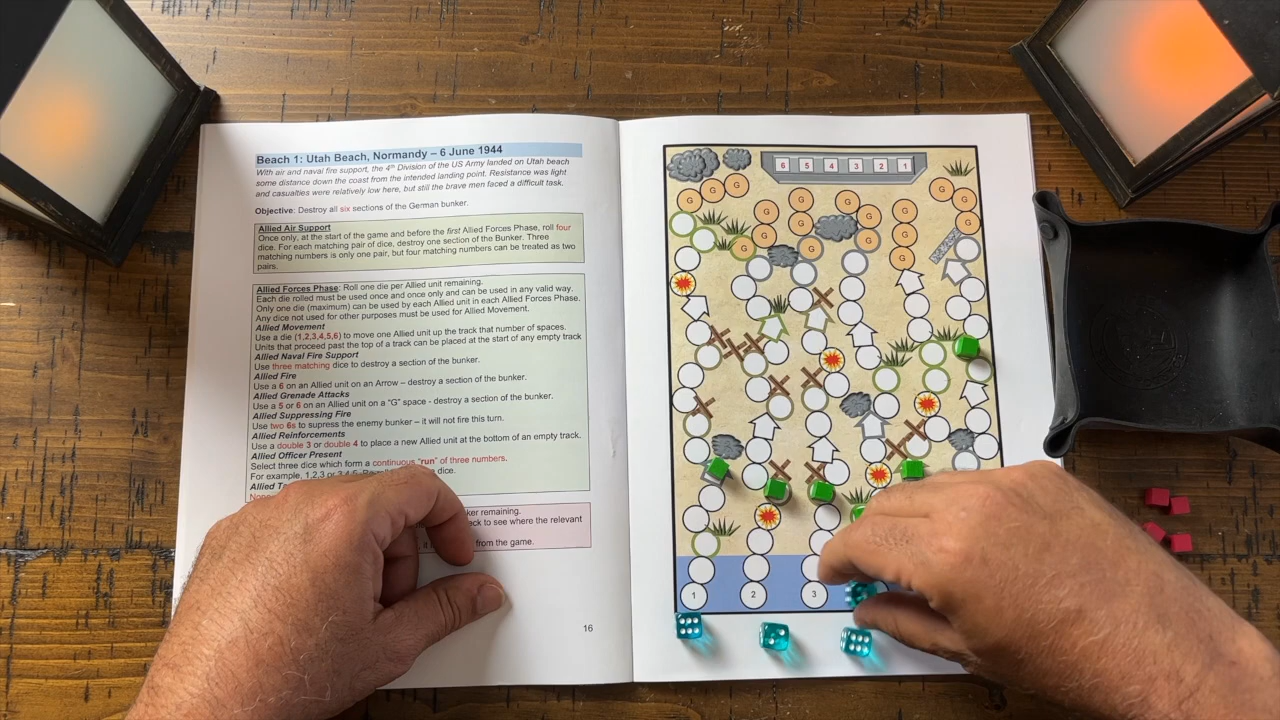 Beach 1: Utah Beach, Normandy – 6 June 1944
With air and naval fire support, the 4th Division of the US Army landed on Utah beach
some distance down the coast from the intended landing point. Resistance was light
and casualties were relatively low here, but still the brave men faced a difficult task.
Objective: Destroy all six sections of the German bunker.
Allied Air Support
Once only, at the start of the game and before the first Allied Forces Phase, roll four
dice. For each matching pair of dice, destroy one section of the Bunker. Three
matching numbers is only one pair, but four matching numbers can be treated as two
pairs.
Allied Forces Phase: Roll one die per Allied unit remaining.
Each die rolled must be used once and once only and can be used in any valid way.
Only one die (maximum) can be used by each Allied unit in each Allied Forces Phase.
Any dice not used for other purposes must be used for Allied Movement.
Allied Movement
Use a die (1,2,3,4,5,6) to move one Allied unit up the track that number of spaces.
Units that proceed past the top of a track can be placed at the start of any empty track
Allied Naval Fire Support
Use three matching dice to destroy a section of the bunker.
Allied Fire
Use a 6 on an Allied unit on an Arrow – destroy a section of the bunker.
Allied Grenade Attacks
Use a 5 or 6 on an Allied unit on a "G" space - destroy a section of the bunker.
Allied Suppressing Fire
Use two 6s to supress the enemy bunker – it will not fire this turn.
Allied Reinforcements
Use a double 3 or double 4 to place a new Allied unit at the bottom of an empty track.
Allied Officer Present
Select three dice which form a continuous "run" of three numbers.
For example, 1,2,3 or 3,4,5. dice.
Allied
ker remaining.
ack to see where the relevant
from the game.
16
6 5 4 3 2 1
G G G G G
G G G G G
G G G G G
G G G
1 2 3